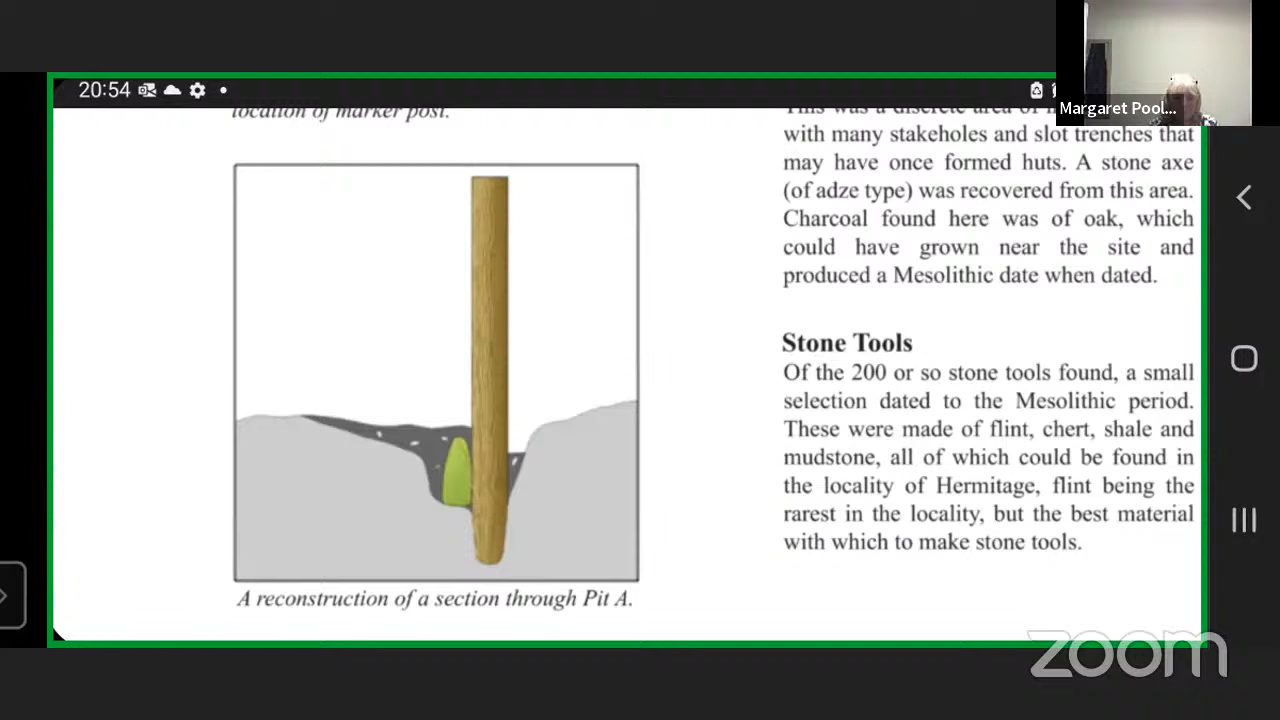 20:54
Margaret Pool...
location of marker post.
A reconstruction of a section through Pit A.
This was a discrete area of
with many stakeholes and slot trenches that
may have once formed huts. A stone axe
(of adze type) was recovered from this area.
Charcoal found here was of oak, which
could have grown near the site and
produced a Mesolithic date when dated.
Stone Tools
Of the 200 or so stone tools found, a small
selection dated to the Mesolithic period.
These were made of flint, chert, shale and
mudstone, all of which could be found in
the locality of Hermitage, flint being the
rarest in the locality, but the best material
with which to make stone tools.
zoom